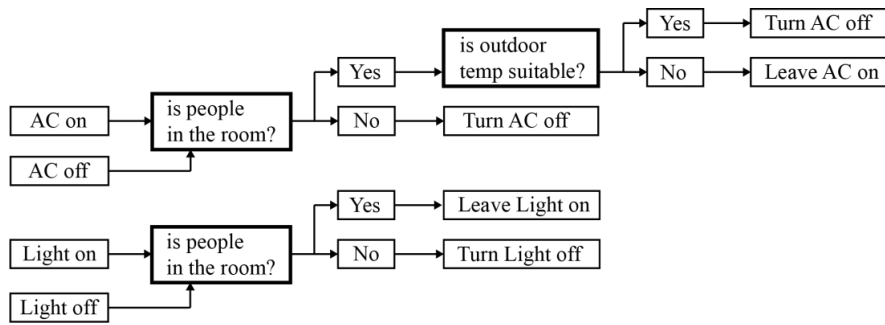 Yes
Turn AC off
is outdoor
temp suitable?
Yes
No
Leave AC on
is people
in the room?
AC on
No
Turn AC off
AC off
Yes
Leave Light on
is people
in the room?
Light on
No
Turn Light off
Light off